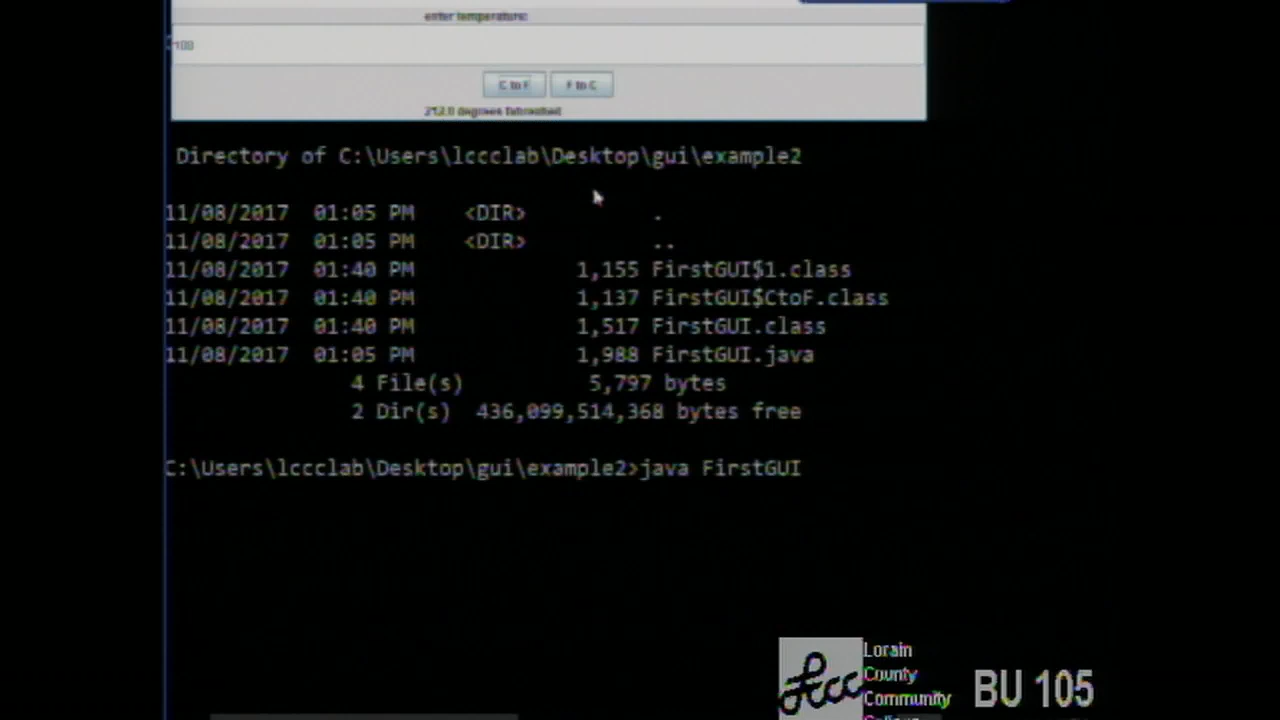 enter temperature:
100
C to F F to C
212.0 degrees fahrenheit
Directory of C:\Users\lccclab\Desktop\gui\example2
11/08/2017 01:05 PM <DIR> .
11/08/2017 01:05 PM <DIR> ..
11/08/2017 01:40 PM 1,155 FirstGUI$1.class
11/08/2017 01:40 PM 1,137 FirstGUI$CtoF.class
11/08/2017 01:40 PM 1,517 FirstGUI.class
11/08/2017 01:05 PM 1,988 FirstGUI.java
4 File(s) 5,797 bytes
2 Dir(s) 436,099,514,368 bytes free
C:\Users\lccclab\Desktop\gui\example2>java FirstGUI
lccc
Lorain
County
Community
College
BU 105